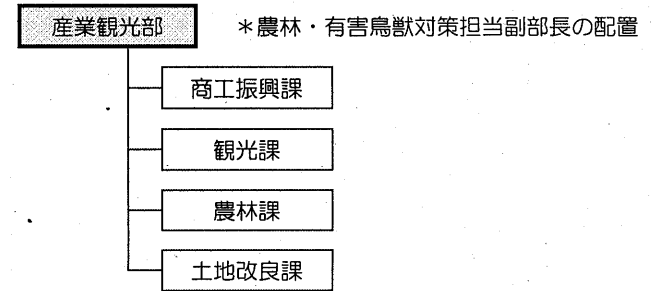 産業観光部 ＊農林・有害鳥獣対策担当副部長の配置
商工振興課
観光課
農林課
土地改良課